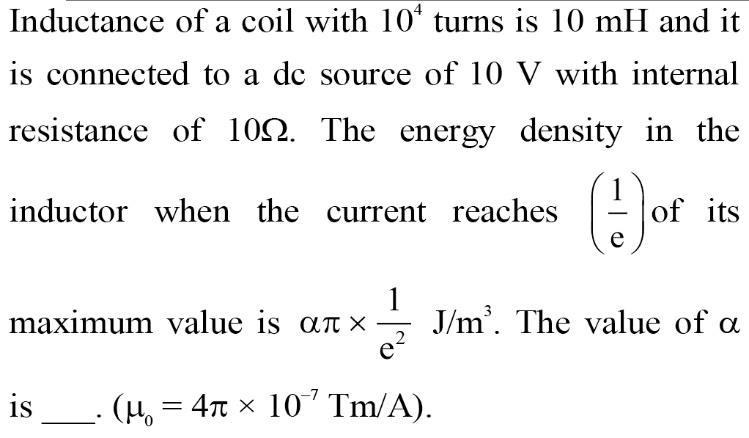 Inductance of a coil with 10⁴ turns is 10 mH and it
is connected to a dc source of 10 V with internal
resistance of 10Ω. The energy density in the
inductor when the current reaches (1/e) of its
maximum value is απ × 1/e² J/m³. The value of α
is ___. (μ₀ = 4π × 10⁻⁷ Tm/A).